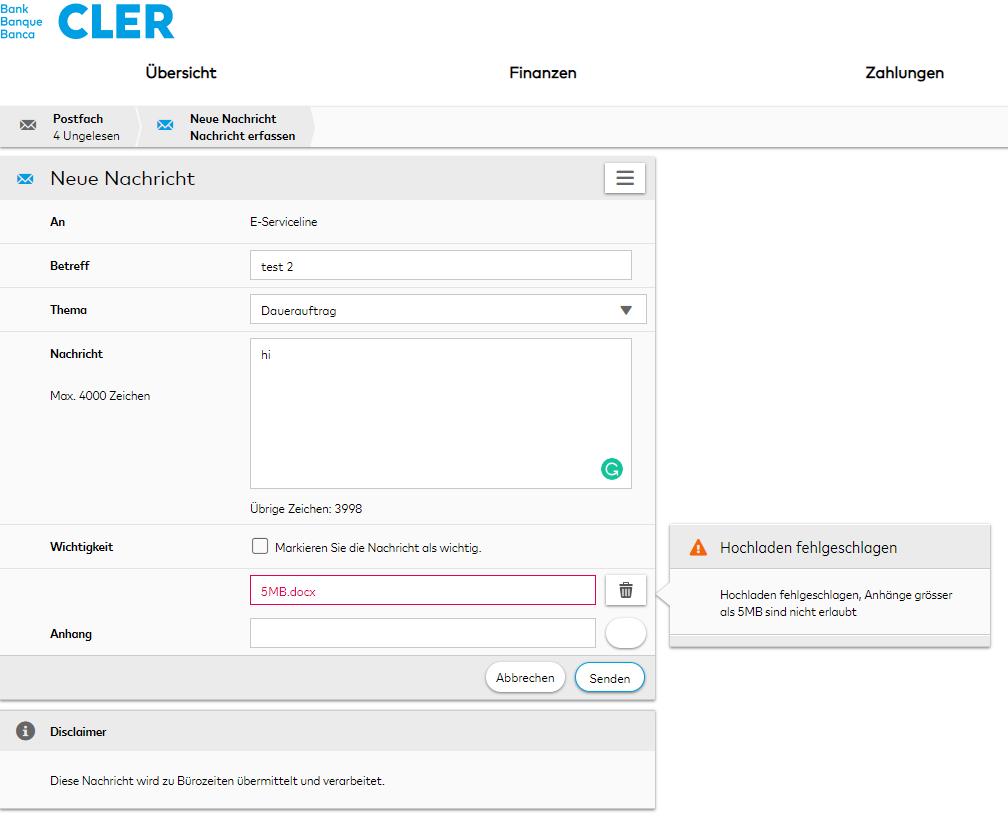 Bank
Banque
Banca
CLER
Übersicht
Finanzen
Zahlungen
Postfach
4 Ungelesen
Neue Nachricht
Nachricht erfassen
Neue Nachricht
An
E-Serviceline
Betreff
test 2
Thema
Dauerauftrag
Nachricht
hi
Max. 4000 Zeichen
Übrige Zeichen: 3998
Wichtigkeit
Markieren Sie die Nachricht als wichtig.
Hochladen fehlgeschlagen
5MB.docx
Hochladen fehlgeschlagen, Anhänge grösser
als 5MB sind nicht erlaubt
Anhang
Abbrechen
Senden
Disclaimer
Diese Nachricht wird zu Bürozeiten übermittelt und verarbeitet.